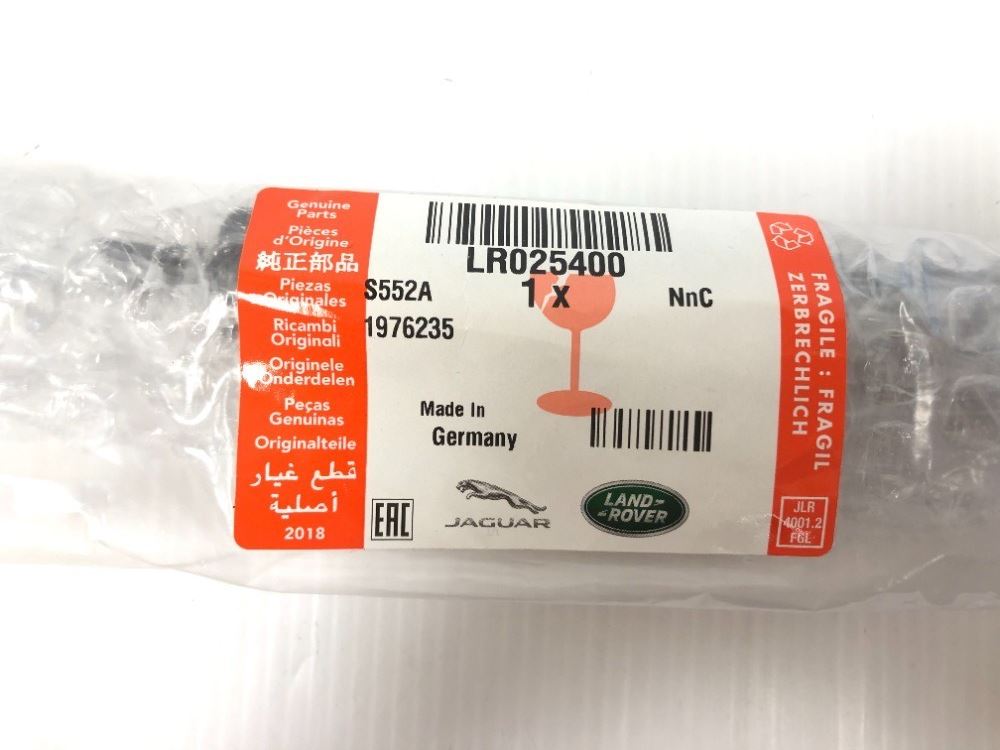 Genuine
Parts
Pièces
d'Origine
純正部品
Piezas
Originales
Ricambi
Originali
Originele
Onderdelen
Peças
Genuinas
Originalteile
قطع غيار
أصلية
2018
LR025400
S552A
1 x
NnC
1976235
Made In
Germany
EAC
JAGUAR
LAND-
-ROVER
FRAGILE : FRAGIL
ZERBRECHLICH
JLR
4001.2
FGL